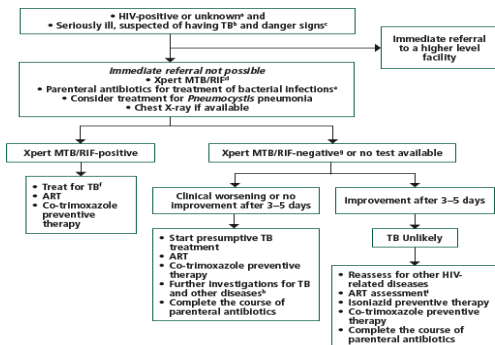 • HIV-positive or unknownᵃ and
• Seriously ill, suspected of having TBᵇ and danger signsᶜ
Immediate referral
to a higher level
facility
Immediate referral not possible
• Xpert MTB/RIFᵈ
• Parenteral antibiotics for treatment of bacterial infectionsᵉ
• Consider treatment for Pneumocystis pneumonia
• Chest X-ray if available
Xpert MTB/RIF-positive
Xpert MTB/RIF-negativeᵍ or no test available
• Treat for TBᶠ
• ART
• Co-trimoxazole
preventive
therapy
Clinical worsening or no
improvement after 3–5 days
Improvement after 3–5 days
• Start presumptive TB
treatment
• ART
• Co-trimoxazole preventive
therapy
• Further investigations for TB
and other diseasesʰ
• Complete the course of
parenteral antibiotics
TB Unlikely
• Reassess for other HIV-
related diseases
• ART assessmentⁱ
• Isoniazid preventive therapy
• Co-trimoxazole preventive
therapy
• Complete the course of
parenteral antibiotics